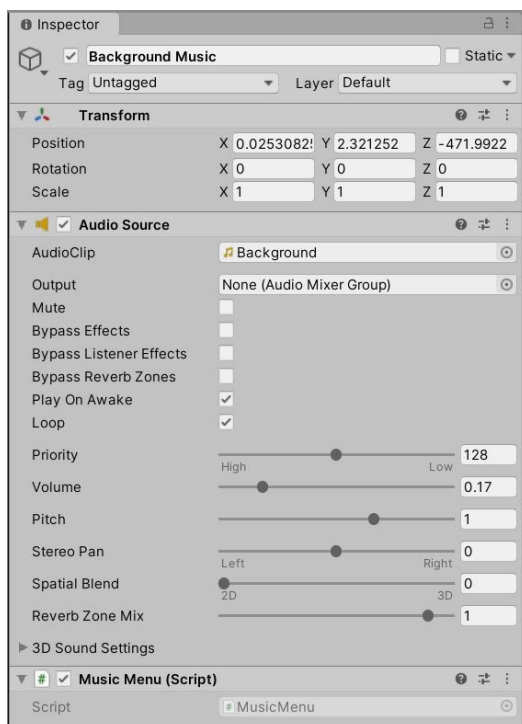 Inspector
Background Music Static
Tag Untagged Layer Default
Transform
Position X 0.0253082 Y 2.321252 Z -471.9922
Rotation X 0 Y 0 Z 0
Scale X 1 Y 1 Z 1
Audio Source
AudioClip Background
Output None (Audio Mixer Group)
Mute
Bypass Effects
Bypass Listener Effects
Bypass Reverb Zones
Play On Awake
Loop
Priority 128
High Low
Volume 0.17
Pitch 1
Stereo Pan 0
Left Right
Spatial Blend 0
2D 3D
Reverb Zone Mix 1
3D Sound Settings
# Music Menu (Script)
Script # MusicMenu